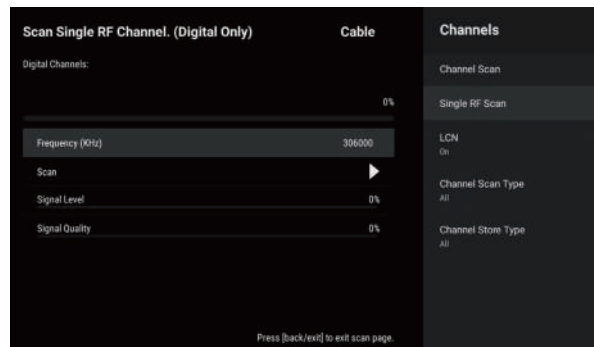 Scan Single RF Channel. (Digital Only) Cable
Digital Channels:
0%
Frequency (KHz) 306000
Scan
Signal Level 0%
Signal Quality 0%
Press [back/exit] to exit scan page.
Channels
Channel Scan
Single RF Scan
LCN
On
Channel Scan Type
All
Channel Store Type
All